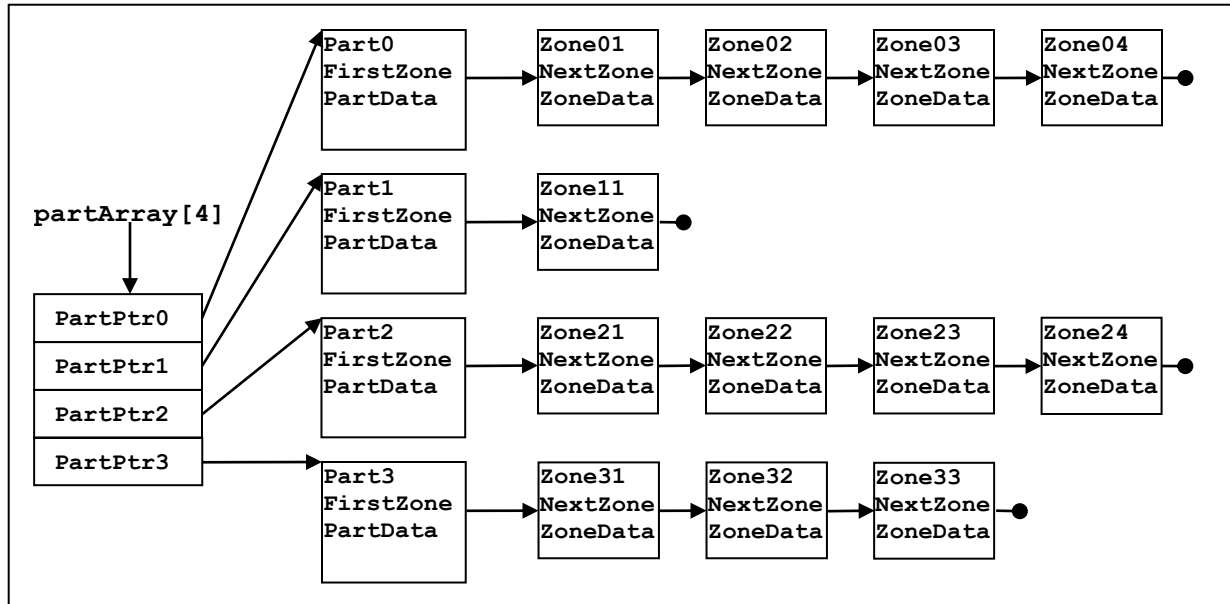 Part0
FirstZone
PartData
Zone01
NextZone
ZoneData
Zone02
NextZone
ZoneData
Zone03
NextZone
ZoneData
Zone04
NextZone
ZoneData
Part1
FirstZone
PartData
Zone11
NextZone
ZoneData
partArray[4]
PartPtr0
PartPtr1
PartPtr2
PartPtr3
Part2
FirstZone
PartData
Zone21
NextZone
ZoneData
Zone22
NextZone
ZoneData
Zone23
NextZone
ZoneData
Zone24
NextZone
ZoneData
Part3
FirstZone
PartData
Zone31
NextZone
ZoneData
Zone32
NextZone
ZoneData
Zone33
NextZone
ZoneData